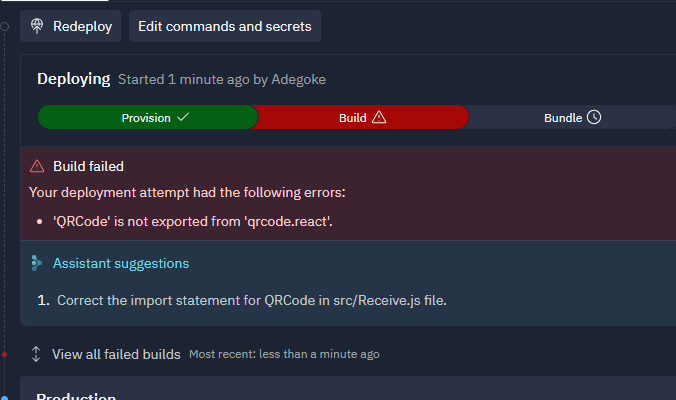 Redeploy Edit commands and secrets
Deploying Started 1 minute ago by Adegoke
Provision Build Bundle
Build failed
Your deployment attempt had the following errors:
• 'QRCode' is not exported from 'qrcode.react'.
Assistant suggestions
1. Correct the import statement for QRCode in src/Receive.js file.
View all failed builds Most recent: less than a minute ago
Production